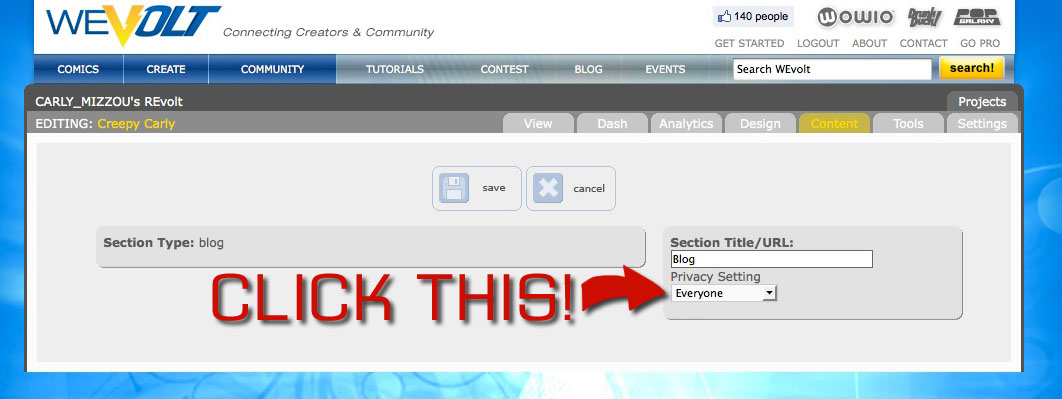 WEVOLT Connecting Creators & Community
140 people
WOWIO Drunk Duck! POP GALAXY
GET STARTED LOGOUT ABOUT CONTACT GO PRO
COMICS CREATE COMMUNITY TUTORIALS CONTEST BLOG EVENTS Search WEvolt search!
CARLY_MIZZOU's REvolt Projects
EDITING: Creepy Carly View Dash Analytics Design Content Tools Settings
save cancel
Section Type: blog
Section Title/URL:
Blog
Privacy Setting
Everyone
CLICK THIS!